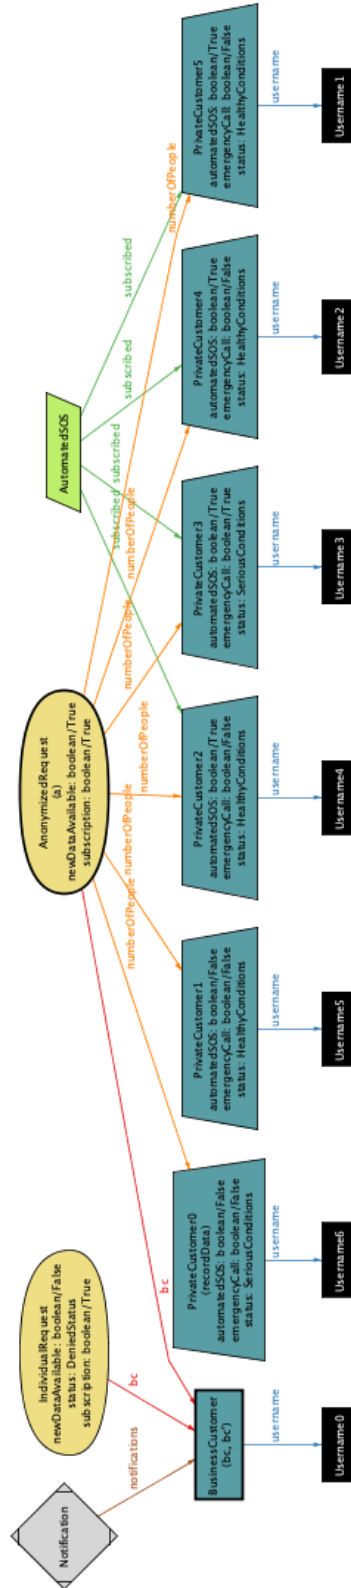 Notification
IndividualRequest
newDataAvailable: boolean/False
status: DeniedStatus
subscription: boolean/True
AnonymizedRequest
(a)
newDataAvailable: boolean/True
subscription: boolean/True
AutomatedSOS
notifications
bc
bc
numberOfPeople
numberOfPeople
numberOfPeople
numberOfPeople
numberOfPeople
numberOfPeople
subscribed
subscribed
subscribed
subscribed
BusinessCustomer
(bc, bc')
PrivateCustomer0
(recordData)
automatedSOS: boolean/False
emergencyCall: boolean/False
status: SeriousConditions
PrivateCustomer1
automatedSOS: boolean/False
emergencyCall: boolean/False
status: HealthyConditions
PrivateCustomer2
automatedSOS: boolean/True
emergencyCall: boolean/False
status: HealthyConditions
PrivateCustomer3
automatedSOS: boolean/True
emergencyCall: boolean/True
status: SeriousConditions
PrivateCustomer4
automatedSOS: boolean/True
emergencyCall: boolean/False
status: HealthyConditions
PrivateCustomer5
automatedSOS: boolean/True
emergencyCall: boolean/False
status: HealthyConditions
username
username
username
username
username
username
username
Username0
Username6
Username5
Username4
Username3
Username2
Username1